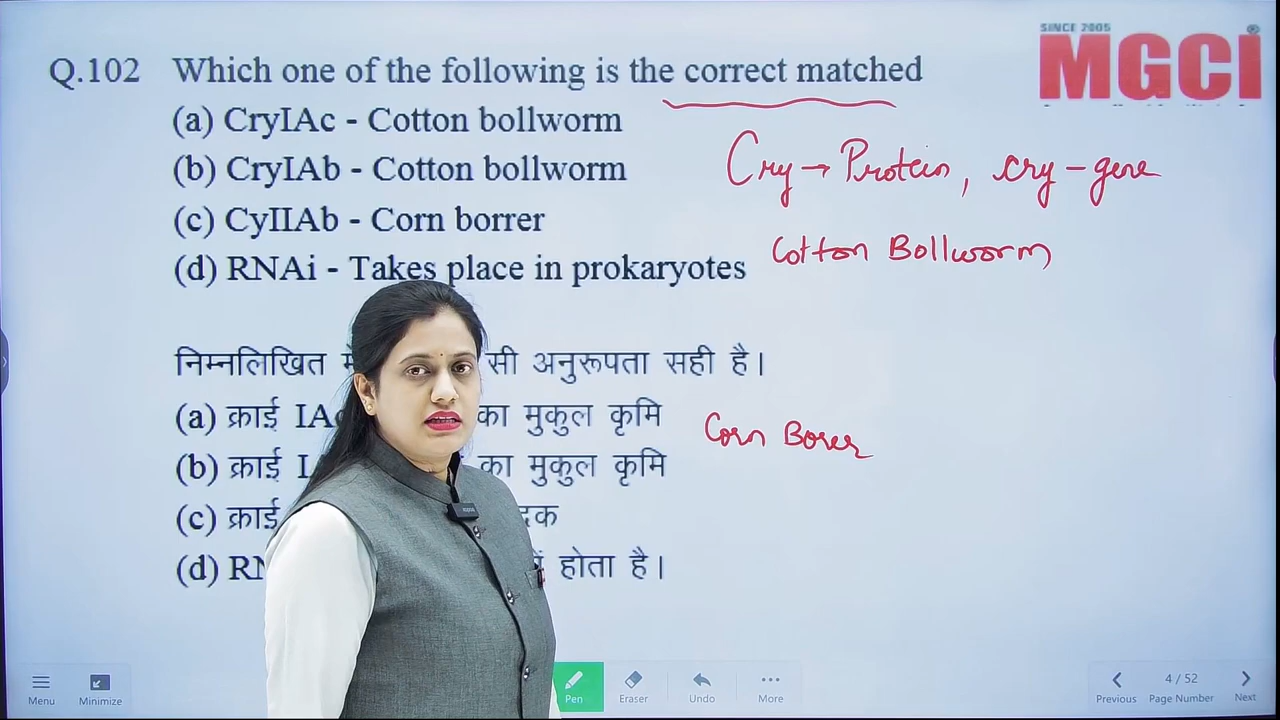 SINCE 2005
MGCI
®
Q.102 Which one of the following is the correct matched
(a) CryIAc - Cotton bollworm
(b) CryIAb - Cotton bollworm
(c) CyIIAb - Corn borrer
(d) RNAi - Takes place in prokaryotes
Cry → Protein, cry - gene
Cotton Bollworm
निम्नलिखित सी अनुरूपता सही है।
(a) क्राई IAc का मुकुल कृमि
(b) क्राई का मुकुल कृमि
(c) क्राई
(d) होता है।
Corn Borer
Menu
Minimize
Pen
Eraser
Undo
More
Previous
4 / 52
Page Number
Next